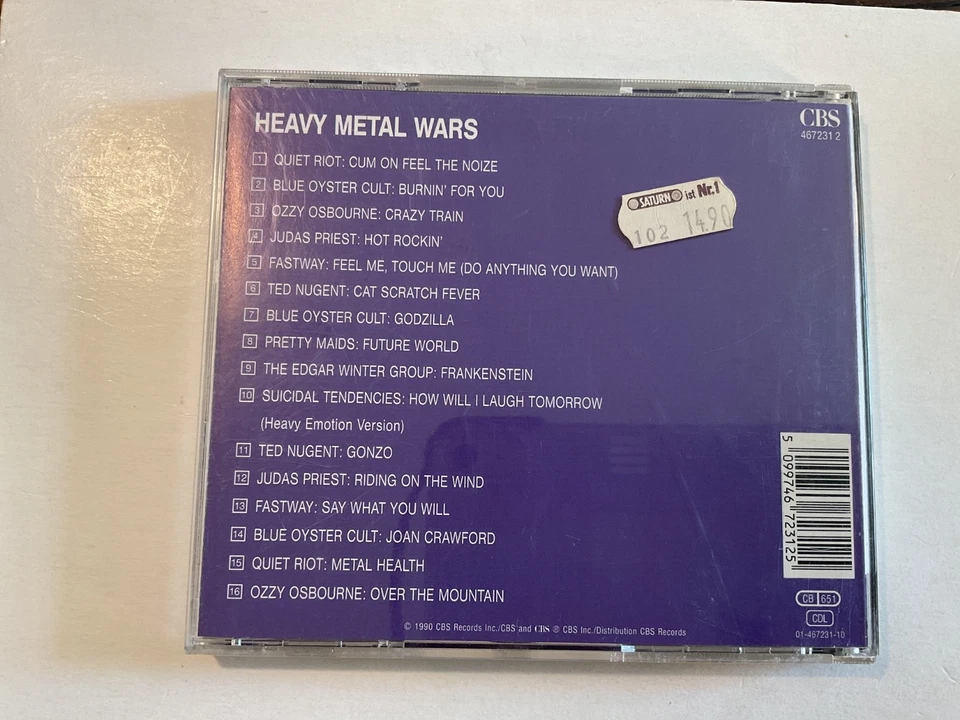 HEAVY METAL WARS
CBS
467231 2
1 QUIET RIOT: CUM ON FEEL THE NOIZE
2 BLUE OYSTER CULT: BURNIN' FOR YOU
3 OZZY OSBOURNE: CRAZY TRAIN
4 JUDAS PRIEST: HOT ROCKIN'
5 FASTWAY: FEEL ME, TOUCH ME (DO ANYTHING YOU WANT)
6 TED NUGENT: CAT SCRATCH FEVER
7 BLUE OYSTER CULT: GODZILLA
8 PRETTY MAIDS: FUTURE WORLD
9 THE EDGAR WINTER GROUP: FRANKENSTEIN
10 SUICIDAL TENDENCIES: HOW WILL I LAUGH TOMORROW
(Heavy Emotion Version)
11 TED NUGENT: GONZO
12 JUDAS PRIEST: RIDING ON THE WIND
13 FASTWAY: SAY WHAT YOU WILL
14 BLUE OYSTER CULT: JOAN CRAWFORD
15 QUIET RIOT: METAL HEALTH
16 OZZY OSBOURNE: OVER THE MOUNTAIN
SATURN ist Nr.1
102 14.90
5 099746 723125
CB 651
CDL
01-467231-10
© 1990 CBS Records Inc./CBS and CBS ℗ CBS Inc./Distribution CBS Records